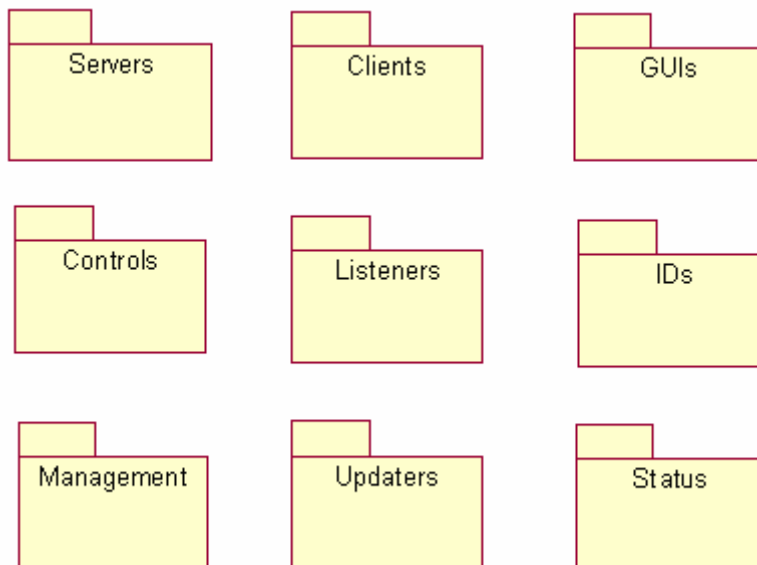 Servers
Clients
GUIs
Controls
Listeners
IDs
Management
Updaters
Status